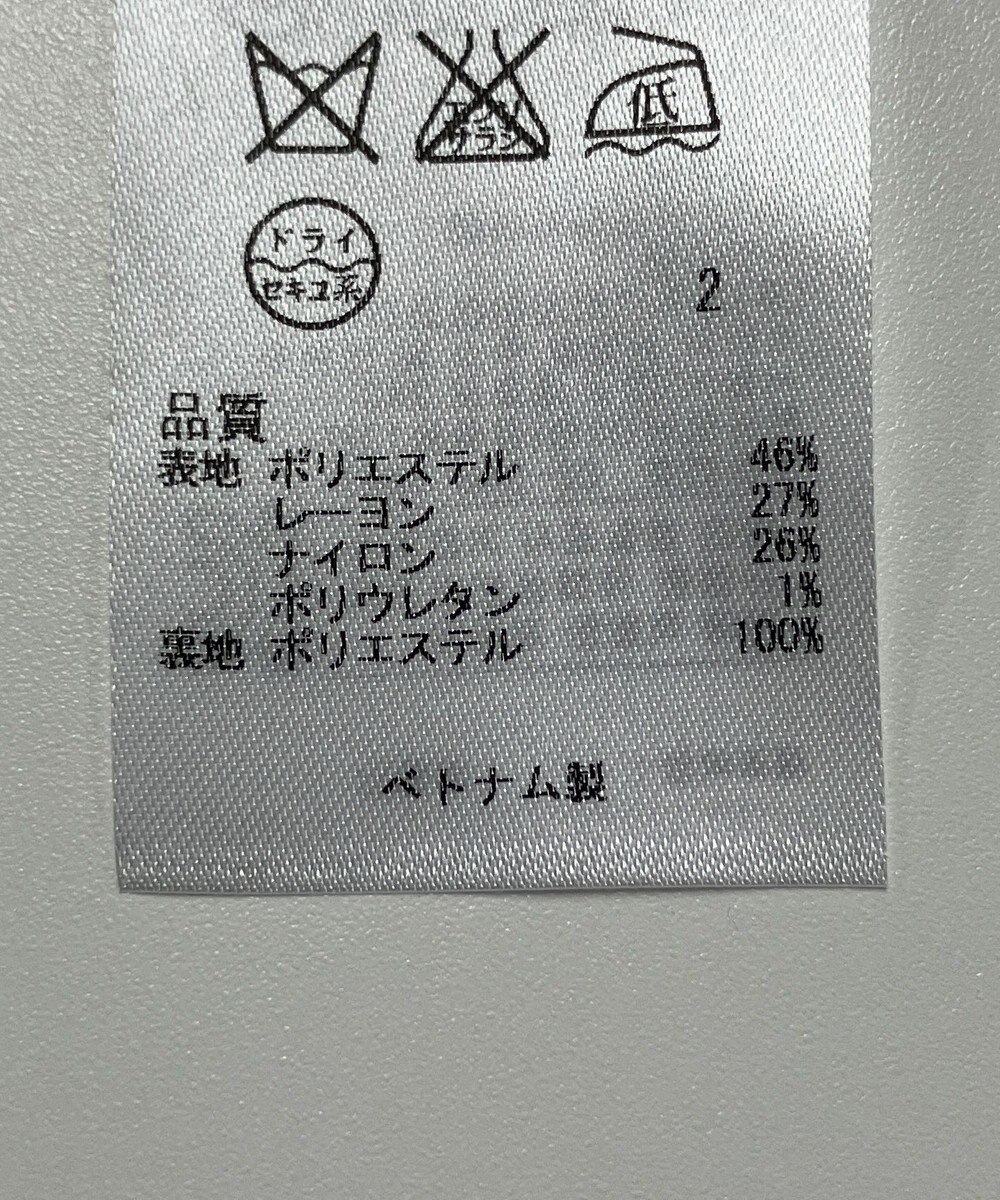 エンソ
サラシ
低
ドライ
セキユ系
2
品質
表地 ポリエステル 46%
レーヨン 27%
ナイロン 26%
ポリウレタン 1%
裏地 ポリエステル 100%
ベトナム製